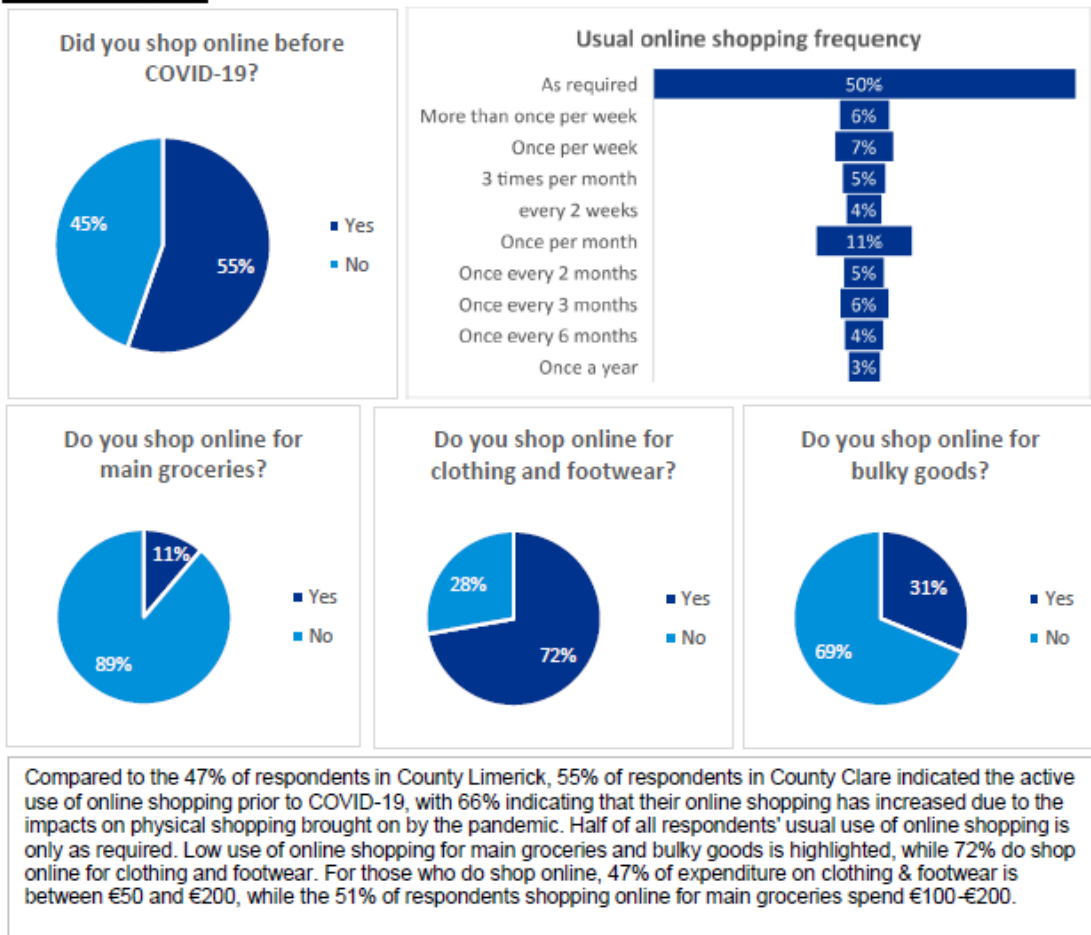 Did you shop online before
COVID-19?
45%
55%
Yes
No
Usual online shopping frequency
As required 50%
More than once per week 6%
Once per week 7%
3 times per month 5%
every 2 weeks 4%
Once per month 11%
Once every 2 months 5%
Once every 3 months 6%
Once every 6 months 4%
Once a year 3%
Do you shop online for
main groceries?
11%
89%
Yes
No
Do you shop online for
clothing and footwear?
28%
72%
Yes
No
Do you shop online for
bulky goods?
31%
69%
Yes
No
Compared to the 47% of respondents in County Limerick, 55% of respondents in County Clare indicated the active
use of online shopping prior to COVID-19, with 66% indicating that their online shopping has increased due to the
impacts on physical shopping brought on by the pandemic. Half of all respondents' usual use of online shopping is
only as required. Low use of online shopping for main groceries and bulky goods is highlighted, while 72% do shop
online for clothing and footwear. For those who do shop online, 47% of expenditure on clothing & footwear is
between €50 and €200, while the 51% of respondents shopping online for main groceries spend €100-€200.